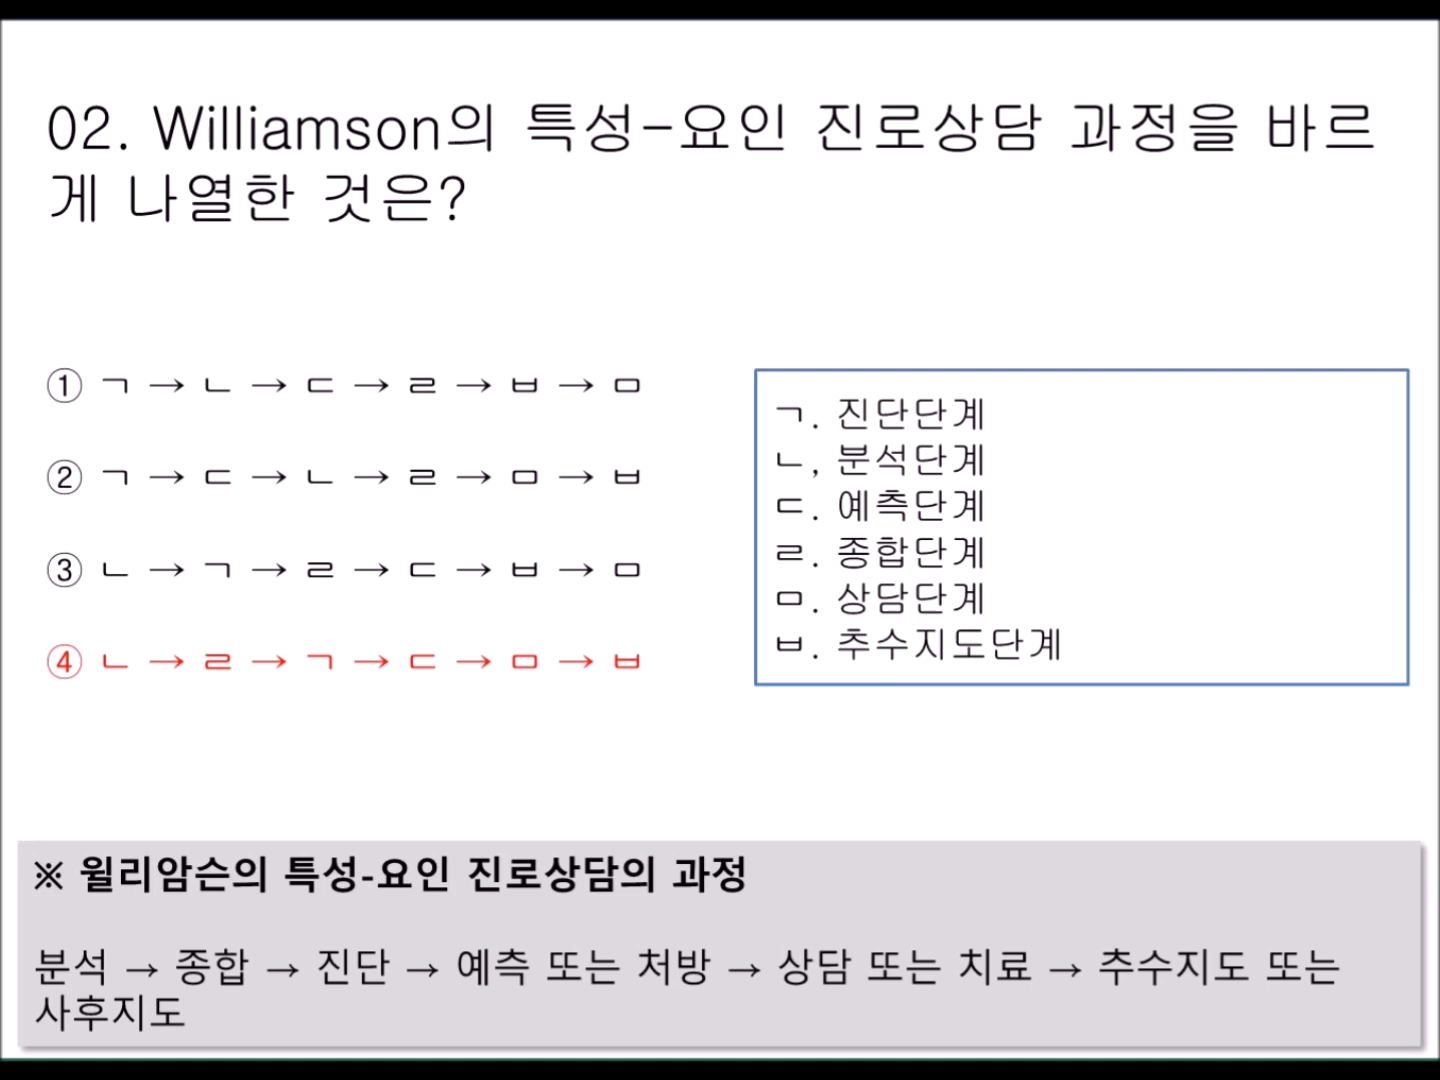 02. Williamson의 특성-요인 진로상담 과정을 바르
게 나열한 것은?
① ㄱ → ㄴ → ㄷ → ㄹ → ㅂ → ㅁ
② ㄱ → ㄷ → ㄴ → ㄹ → ㅁ → ㅂ
③ ㄴ → ㄱ → ㄹ → ㄷ → ㅂ → ㅁ
④ ㄴ → ㄹ → ㄱ → ㄷ → ㅁ → ㅂ
ㄱ. 진단단계
ㄴ, 분석단계
ㄷ. 예측단계
ㄹ. 종합단계
ㅁ. 상담단계
ㅂ. 추수지도단계
※ 윌리암슨의 특성-요인 진로상담의 과정
분석 → 종합 → 진단 → 예측 또는 처방 → 상담 또는 치료 → 추수지도 또는
사후지도